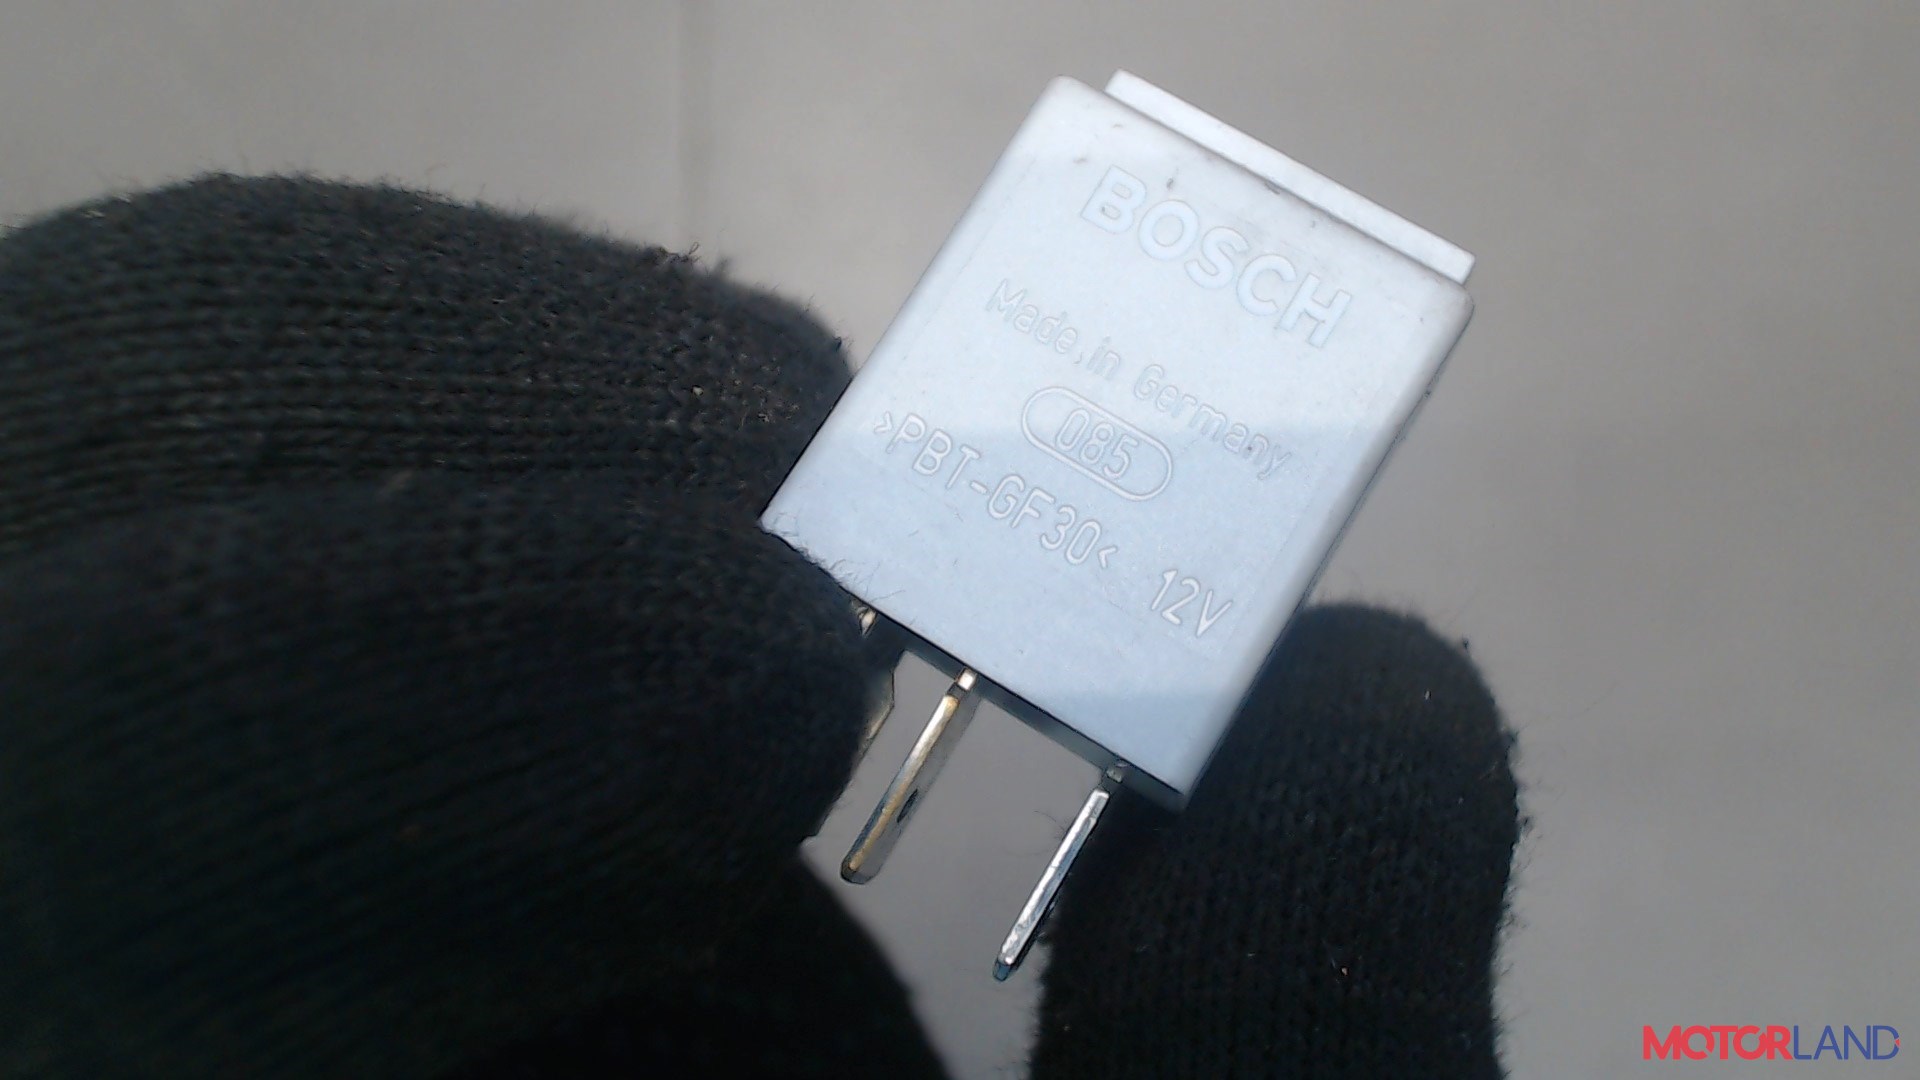 BOSCH
Made in Germany
085
>PBT-GF30< 12V
MOTORLAND